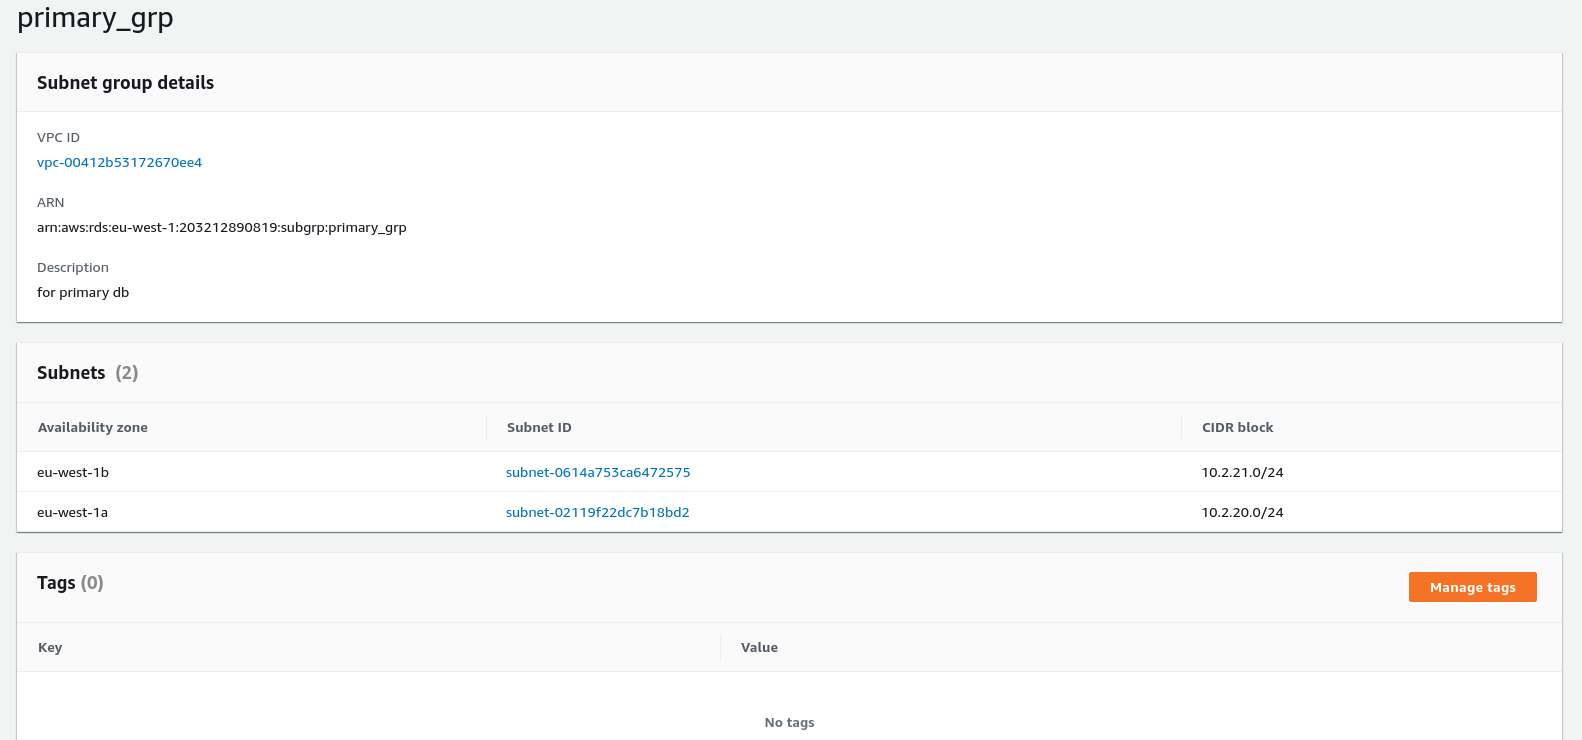 primary_grp
Subnet group details
VPC ID
vpc-00412b53172670ee4
ARN
arn:aws:rds:eu-west-1:203212890819:subgrp:primary_grp
Description
for primary db
Subnets (2)
Availability zone Subnet ID CIDR block
eu-west-1b subnet-0614a753ca6472575 10.2.21.0/24
eu-west-1a subnet-02119f22dc7b18bd2 10.2.20.0/24
Tags (0) Manage tags
Key Value
No tags